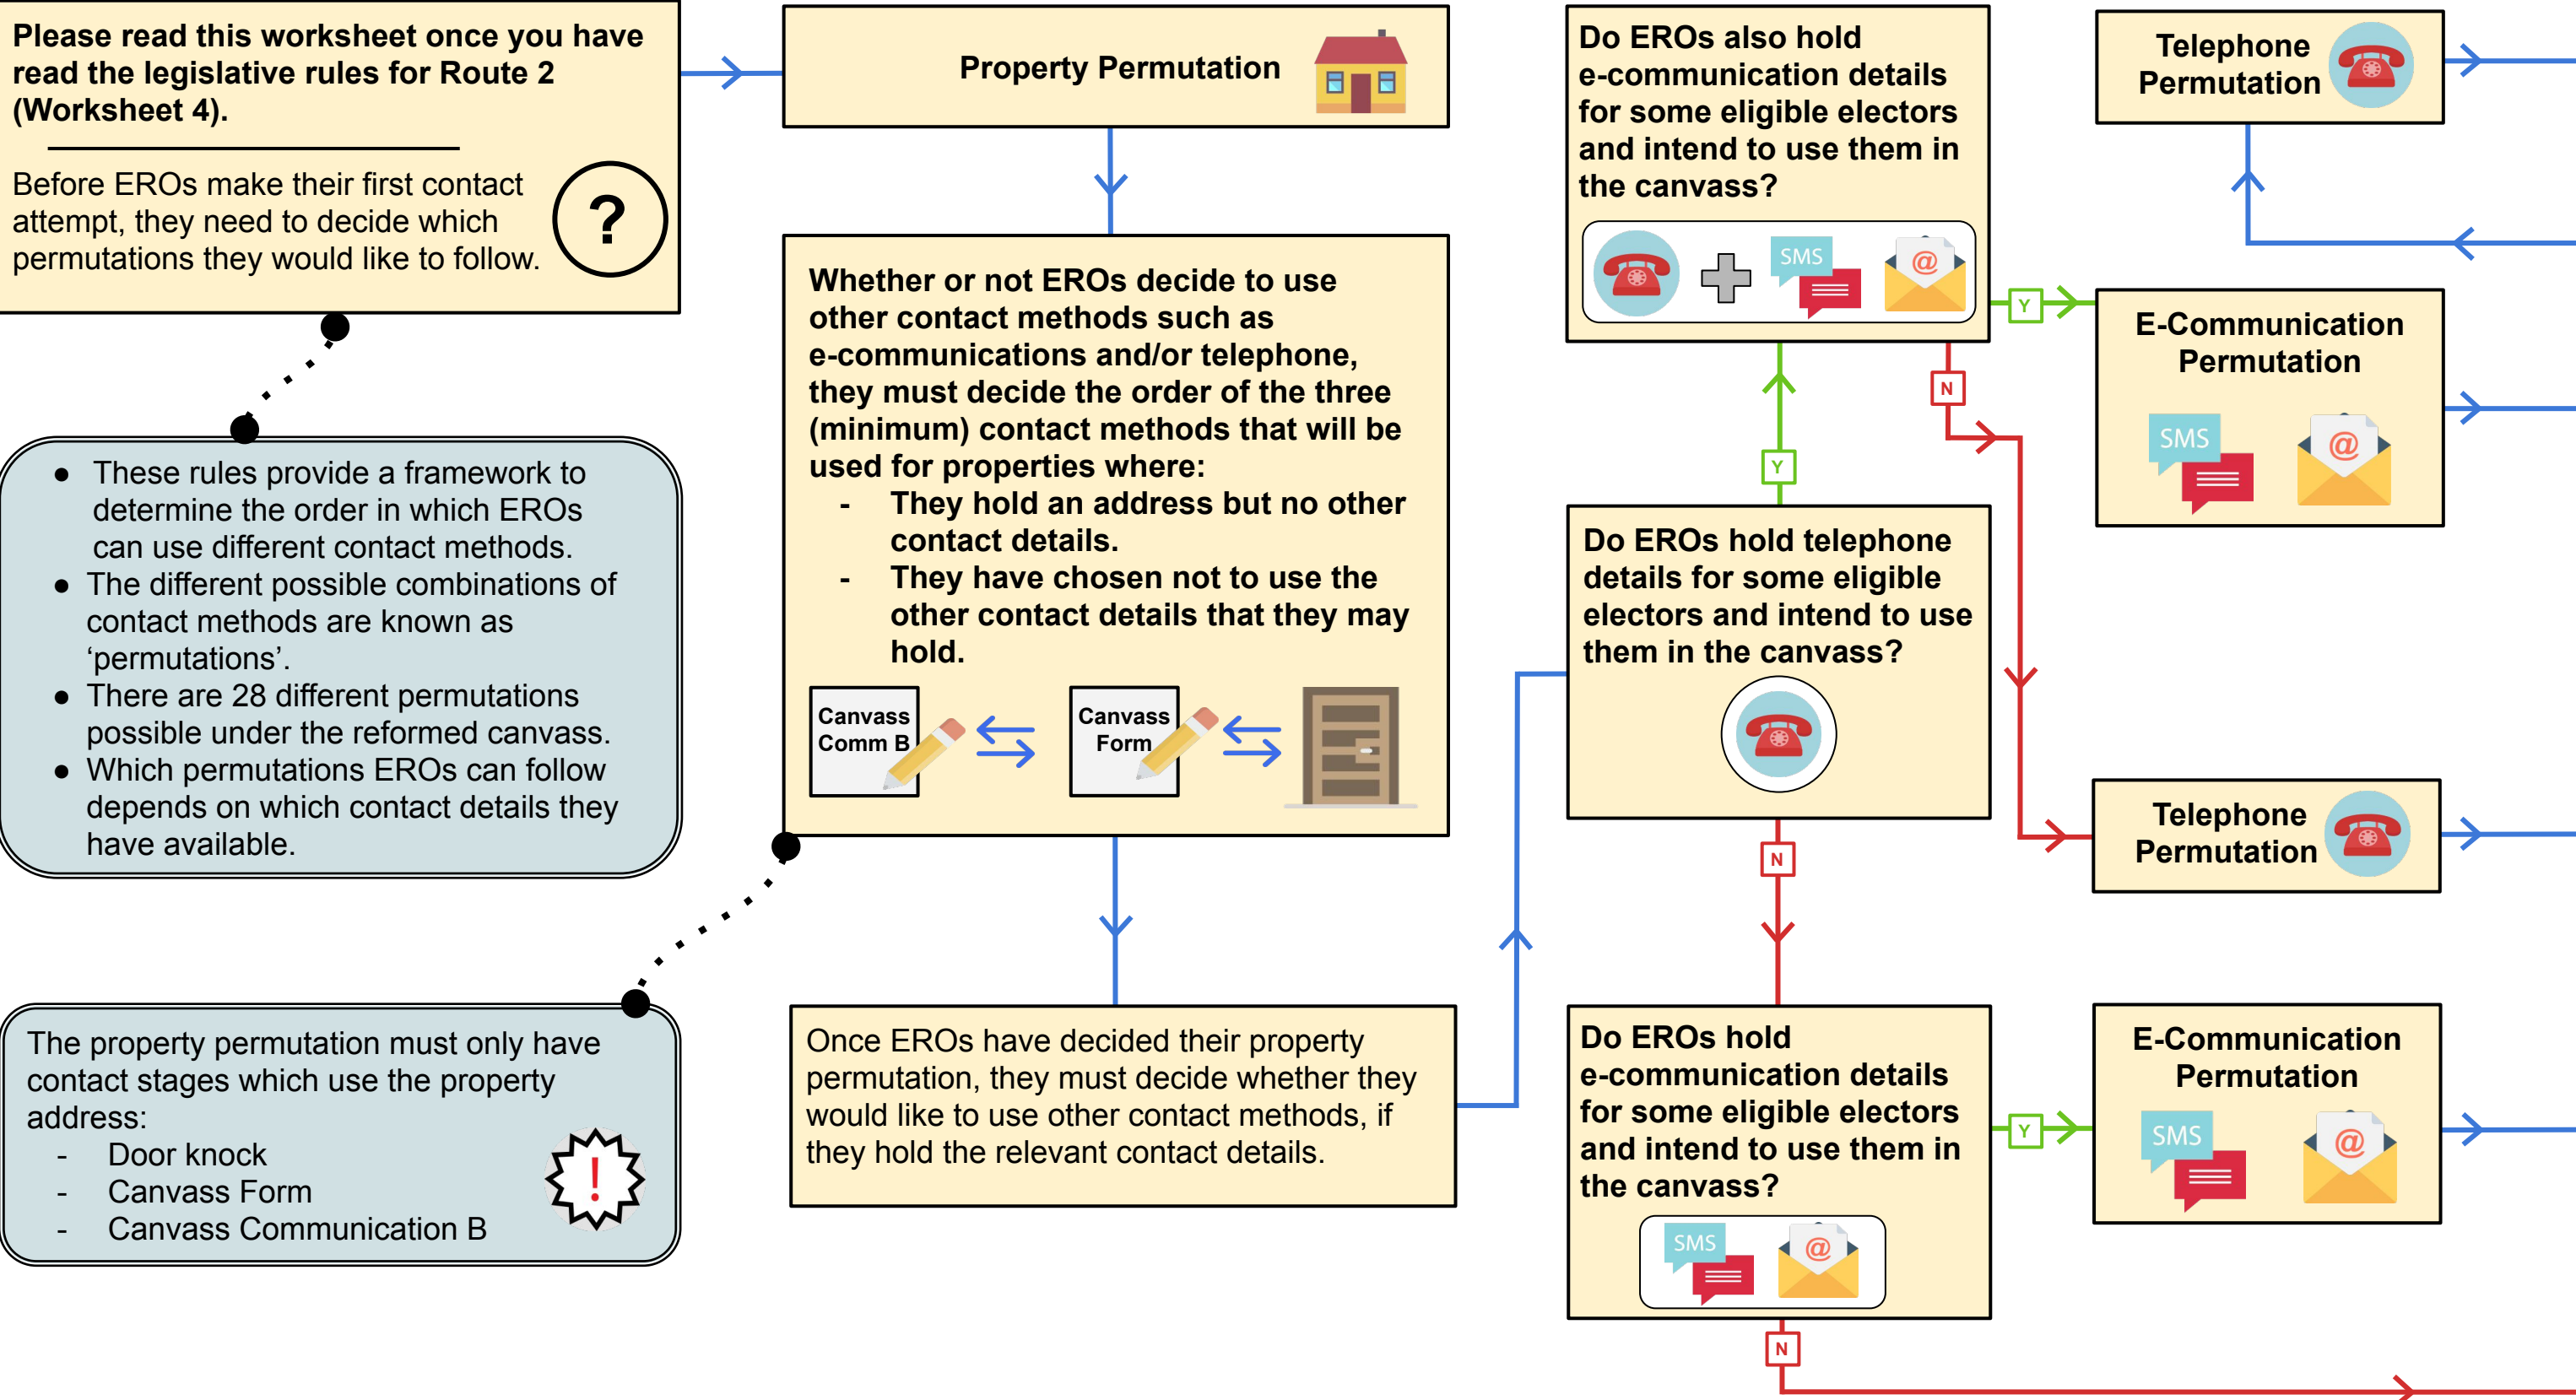 Please read this worksheet once you have
read the legislative rules for Route 2
(Worksheet 4).
Before EROs make their first contact
attempt, they need to decide which
permutations they would like to follow.
?
● These rules provide a framework to
determine the order in which EROs
can use different contact methods.
● The different possible combinations of
contact methods are known as
‘permutations’.
● There are 28 different permutations
possible under the reformed canvass.
● Which permutations EROs can follow
depends on which contact details they
have available.
The property permutation must only have
contact stages which use the property
address:
- Door knock
- Canvass Form
- Canvass Communication B
!
Property Permutation
Whether or not EROs decide to use
other contact methods such as
e-communications and/or telephone,
they must decide the order of the three
(minimum) contact methods that will be
used for properties where:
- They hold an address but no other
contact details.
- They have chosen not to use the
other contact details that they may
hold.
Canvass
Comm B
Canvass
Form
Once EROs have decided their property
permutation, they must decide whether they
would like to use other contact methods, if
they hold the relevant contact details.
Do EROs also hold
e-communication details
for some eligible electors
and intend to use them in
the canvass?
SMS
@
Y
N
Y
Do EROs hold telephone
details for some eligible
electors and intend to use
them in the canvass?
N
Do EROs hold
e-communication details
for some eligible electors
and intend to use them in
the canvass?
SMS
@
Y
N
Telephone
Permutation
E-Communication
Permutation
SMS
@
Telephone
Permutation
E-Communication
Permutation
SMS
@